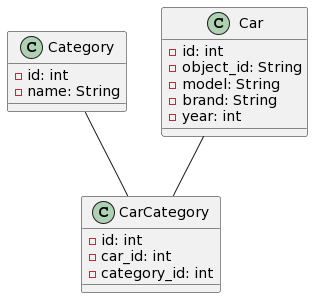 C Category
id: int
name: String
C Car
id: int
object_id: String
model: String
brand: String
year: int
C CarCategory
id: int
car_id: int
category_id: int